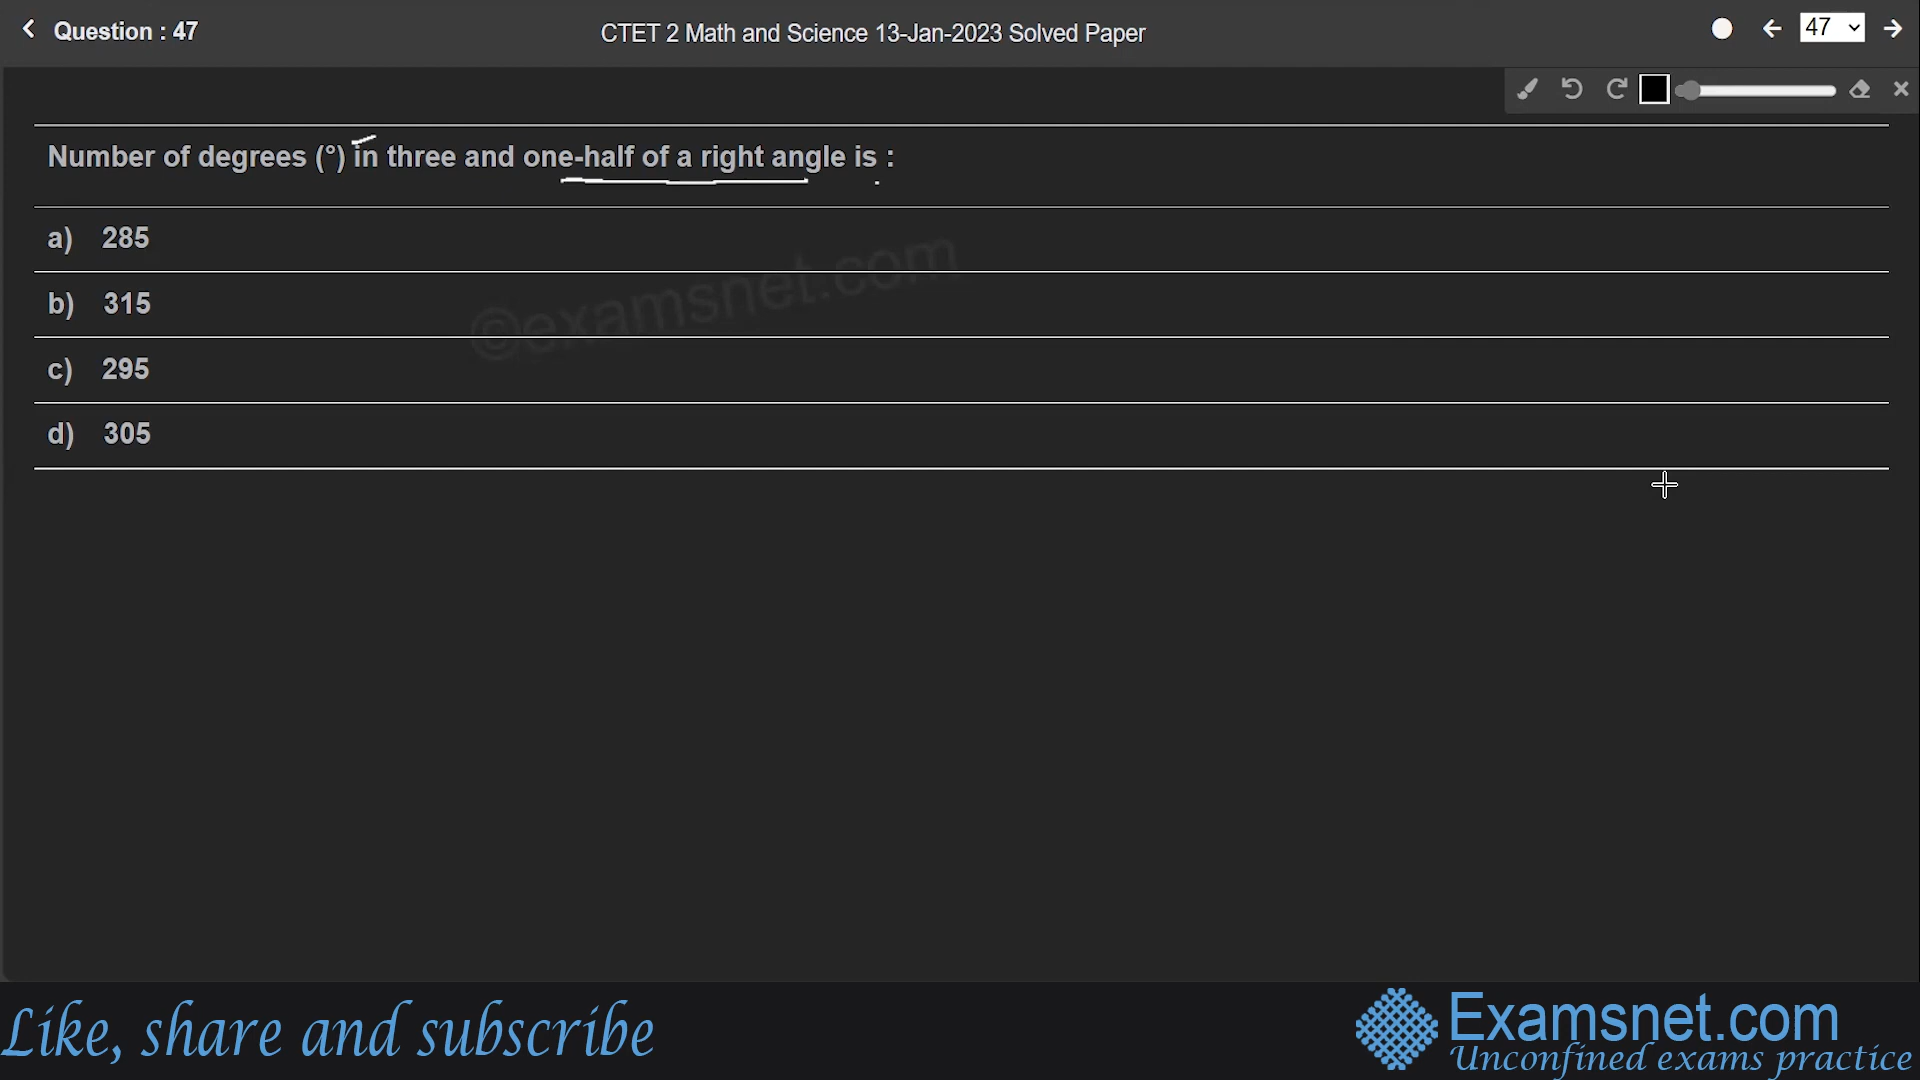 Question : 47
CTET 2 Math and Science 13-Jan-2023 Solved Paper
47
Number of degrees (°) in three and one-half of a right angle is :
a) 285
©examsnet.com
b) 315
c) 295
d) 305
Like, share and subscribe
Examsnet.com
Unconfined exams practice